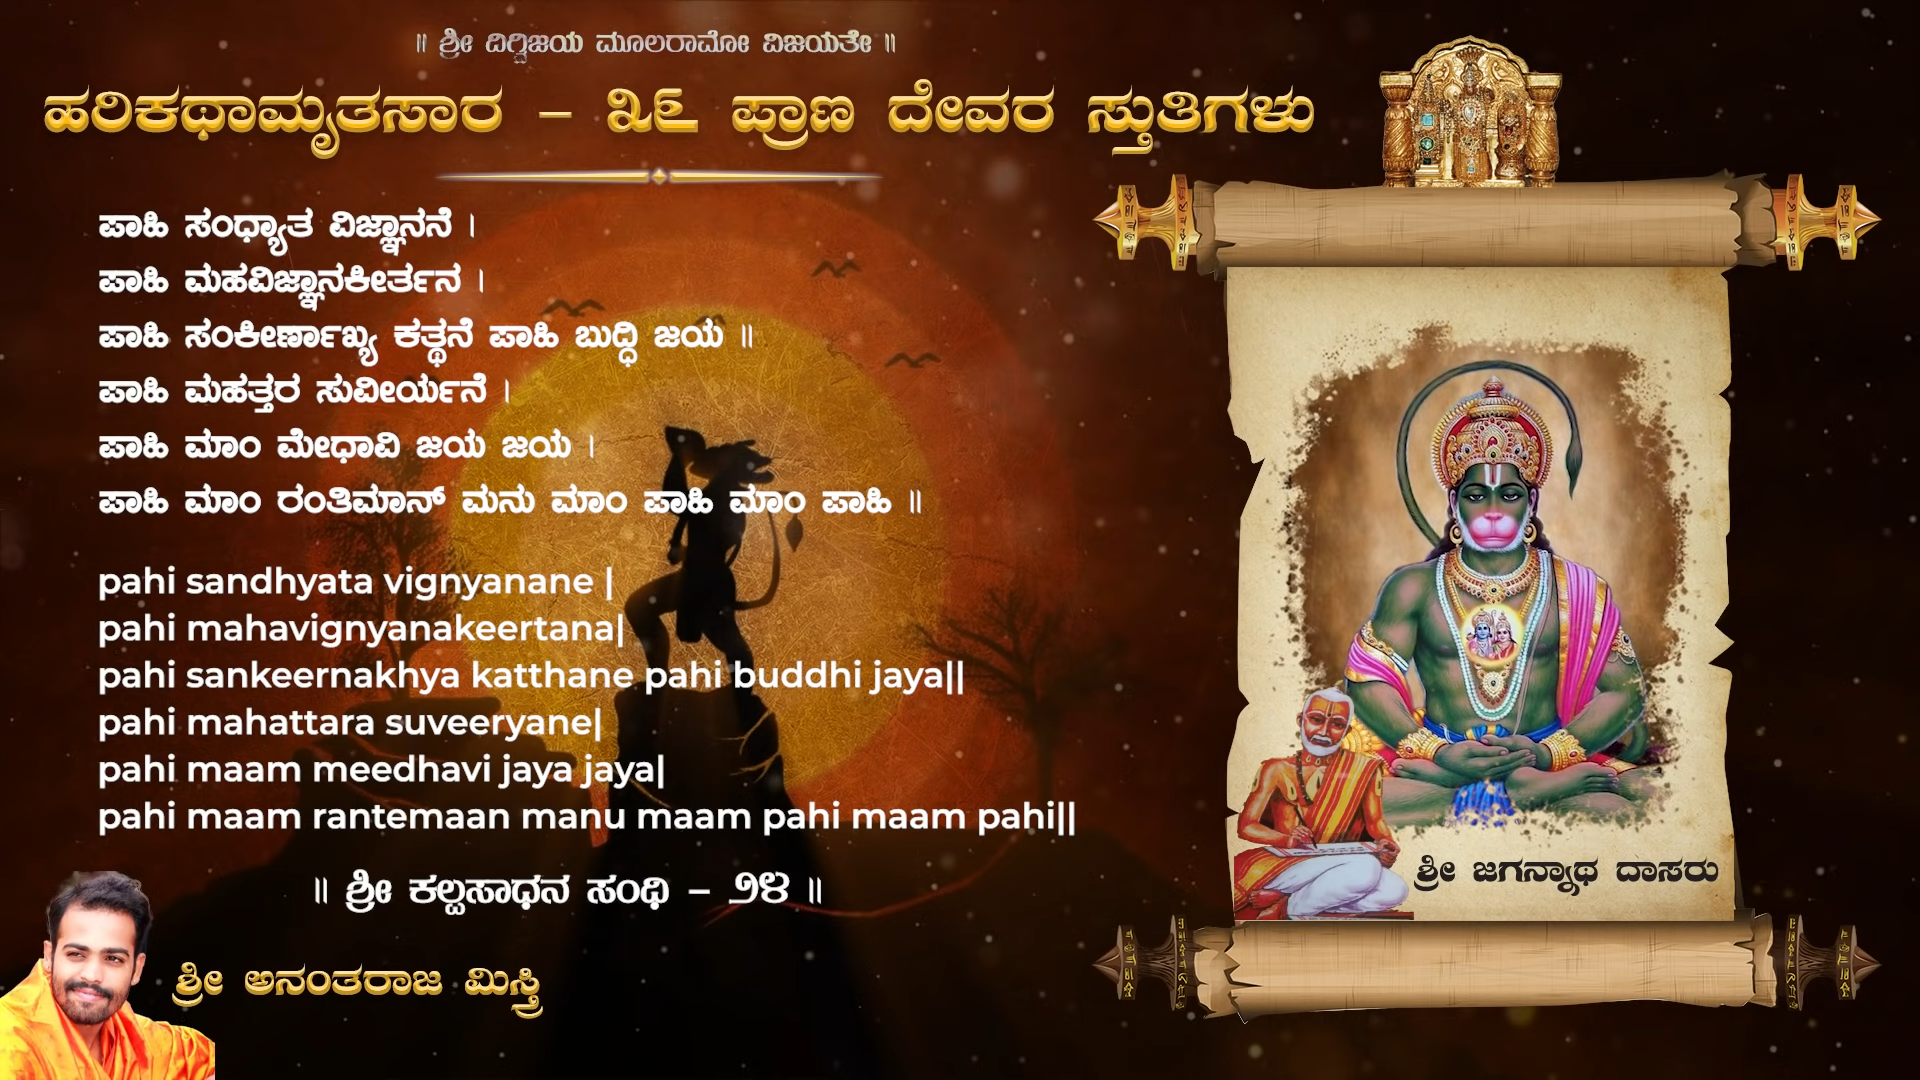 ॥ ಶ್ರೀ ದಿಗ್ವಿಜಯ ಮೂಲರಾಮೋ ವಿಜಯತೇ ॥
ಹರಿಕಥಾಮೃತಸಾರ – ೩೬ ಪ್ರಾಣ ದೇವರ ಸ್ತುತಿಗಳು
ಪಾಹಿ ಸಂಧ್ಯಾತ ವಿಜ್ಞಾನನೆ ।
ಪಾಹಿ ಮಹವಿಜ್ಞಾನಕೀರ್ತನ ।
ಪಾಹಿ ಸಂಕೀರ್ಣಾಖ್ಯ ಕತ್ಥನೆ ಪಾಹಿ ಬುದ್ಧಿ ಜಯ ॥
ಪಾಹಿ ಮಹತ್ತರ ಸುವೀರ್ಯನೆ ।
ಪಾಹಿ ಮಾಂ ಮೇಧಾವಿ ಜಯ ಜಯ ।
ಪಾಹಿ ಮಾಂ ರಂತಿಮಾನ್ ಮನು ಮಾಂ ಪಾಹಿ ಮಾಂ ಪಾಹಿ ॥
pahi sandhyata vignyanane |
pahi mahavignyanakeertana|
pahi sankeernakhya katthane pahi buddhi jaya||
pahi mahattara suveeryane|
pahi maam meedhavi jaya jaya|
pahi maam rantemaan manu maam pahi maam pahi||
॥ ಶ್ರೀ ಕಲ್ಪಸಾಧನ ಸಂಧಿ – ೨೪ ॥
ಶ್ರೀ ಜಗನ್ನಾಥ ದಾಸರು
ಶ್ರೀ ಅನಂತರಾಜ ಮಿಸ್ತ್ರಿ